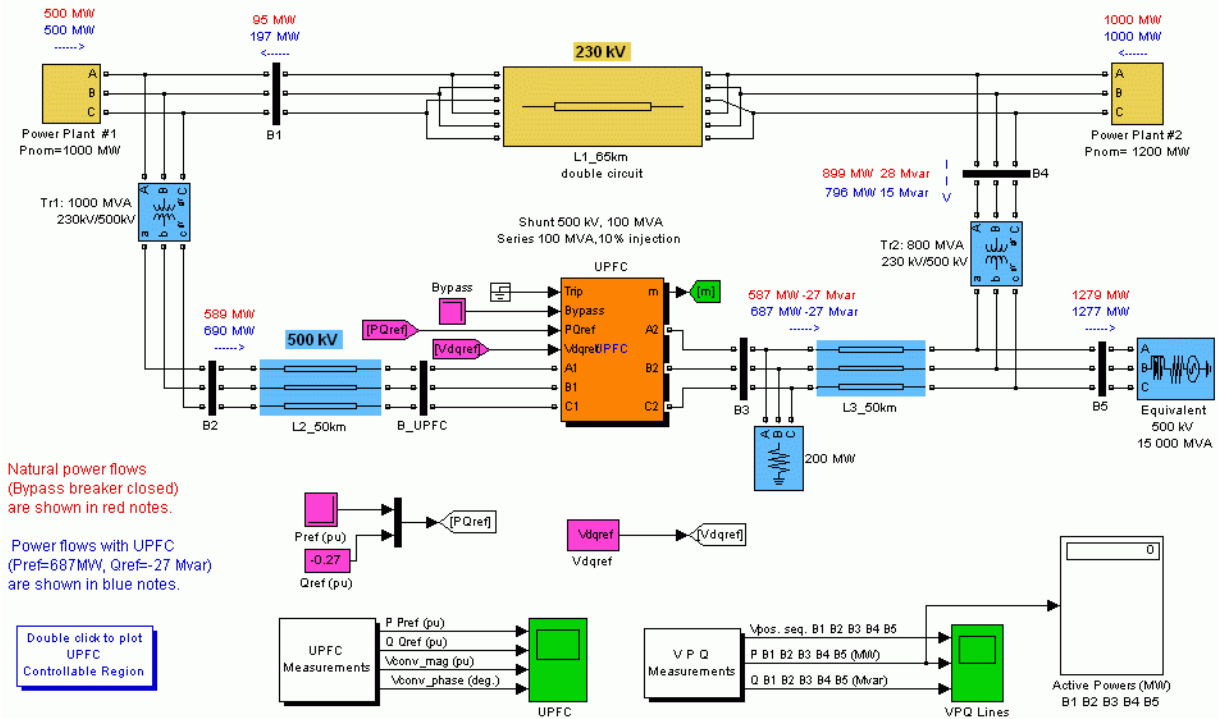 500 MW
500 MW
------>
95 MW
197 MW
<------
230 kV
1000 MW
1000 MW
<------
A
B
C
Power Plant #1
Pnom=1000 MW
B1
L1_65km
double circuit
A
B
C
Power Plant #2
Pnom= 1200 MW
899 MW 28 Mvar
796 MW 15 Mvar
B4
A B C
a b c
Tr1: 1000 MVA
230kV/500kV
Shunt 500 kV, 100 MVA
Series 100 MVA,10% injection
UPFC
A B C
a b c
Tr2: 800 MVA
230 kV/500 kV
Bypass
Trip
Bypass
PQref
Vdqref
UPFC
A1
B1
C1
m
A2
B2
C2
[m]
[PQref]
[Vdqref]
589 MW
690 MW
------>
500 kV
587 MW -27 Mvar
687 MW -27 Mvar
------>
1279 MW
1277 MW
------>
B2
L2_50km
B_UPFC
B3
L3_50km
B5
A
B
C
Equivalent
500 kV
15 000 MVA
A B C
200 MW
Natural power flows
(Bypass breaker closed)
are shown in red notes.
Power flows with UPFC
(Pref=687MW, Qref=-27 Mvar)
are shown in blue notes.
Pref (pu)
-0.27
Qref (pu)
[PQref]
Vdqref
Vdqref
[Vdqref]
0
Active Powers (MW)
B1 B2 B3 B4 B5
Double click to plot
UPFC
Controllable Region
UPFC
Measurements
P Pref (pu)
Q Qref (pu)
Vconv_mag (pu)
Vconv_phase (deg.)
UPFC
V P Q
Measurements
Vpos. seq. B1 B2 B3 B4 B5
P B1 B2 B3 B4 B5 (MW)
Q B1 B2 B3 B4 B5 (Mvar)
VPQ Lines